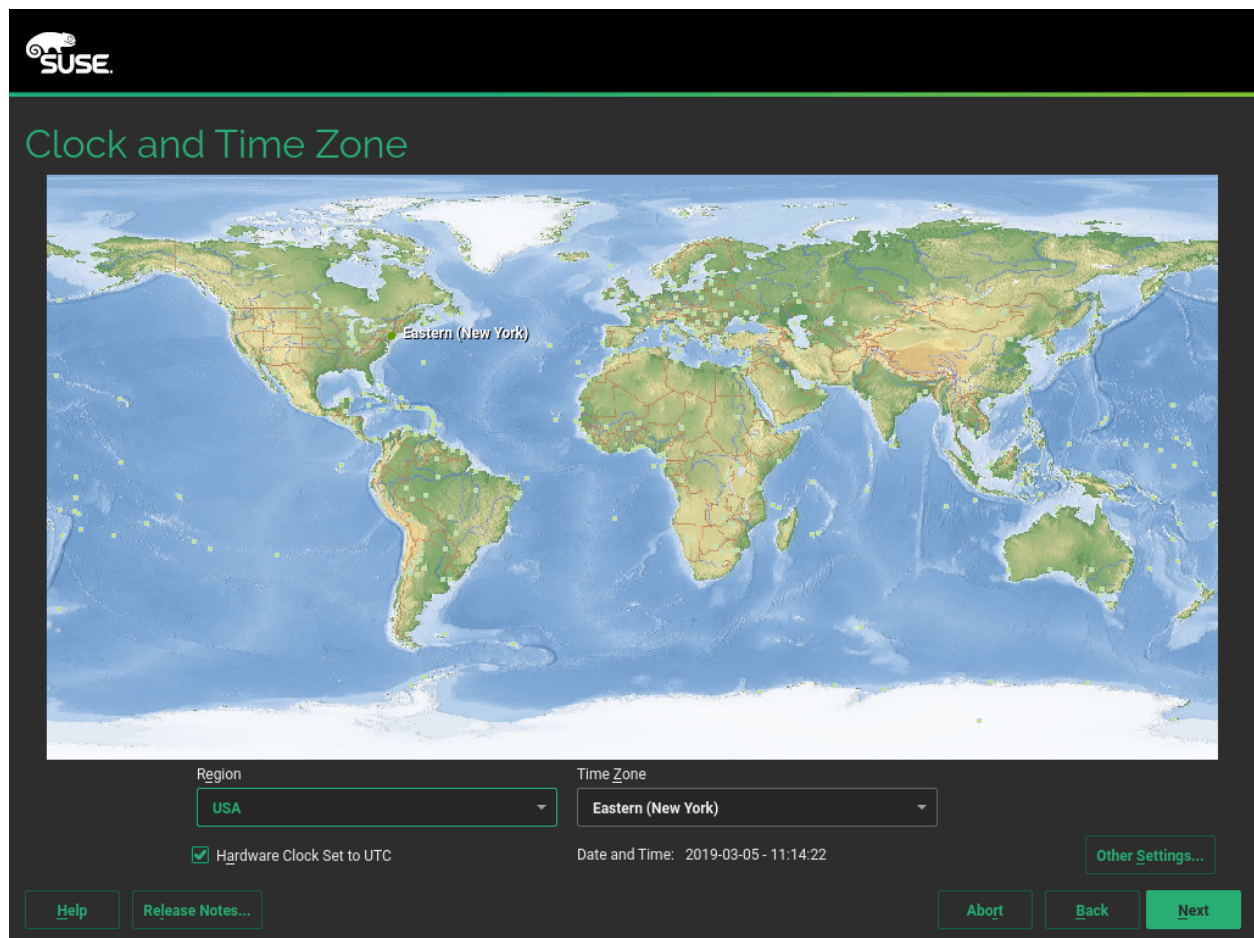 SUSE.
Clock and Time Zone
Eastern (New York)
Region
Time Zone
USA
Eastern (New York)
Hardware Clock Set to UTC
Date and Time: 2019-03-05 - 11:14:22
Other Settings...
Help
Release Notes...
Abort
Back
Next